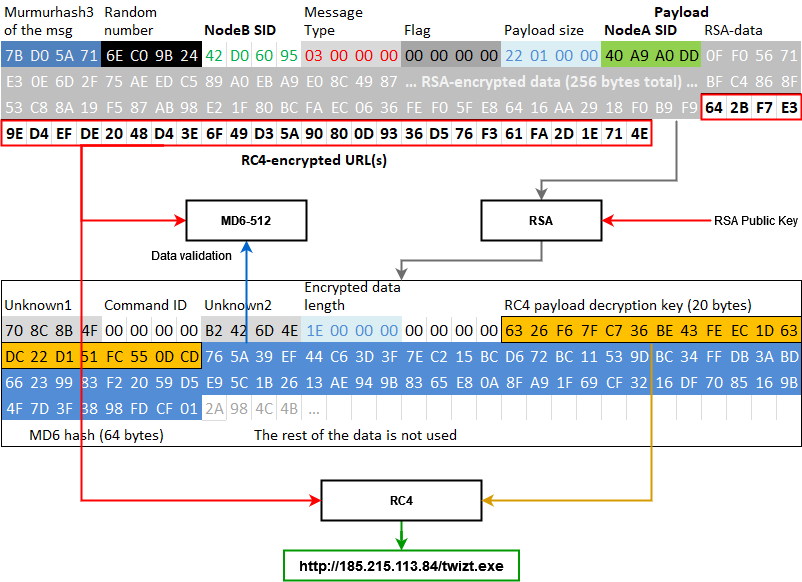 Murmurhash3 of the msg
Random number
NodeB SID
Message Type
Flag
Payload size
Payload
NodeA SID
RSA-data
7B D0 5A 71 6E C0 9B 24 42 D0 60 95 03 00 00 00 00 00 00 00 22 01 00 00 40 A9 A0 DD 0F F0 56 71
E3 0E 6D 2F 75 AE ED C5 89 A0 EB A9 E0 8C 49 87 ... RSA-encrypted data (256 bytes total) ... BF C4 86 8F
53 C8 8A 19 F5 87 AB 98 E2 1F 80 BC FA EC 06 36 FE F0 5F E8 64 16 AA 29 18 F0 B9 F9 64 2B F7 E3
9E D4 EF DE 20 48 D4 3E 6F 49 D3 5A 90 80 0D 93 36 D5 76 F3 61 FA 2D 1E 71 4E
RC4-encrypted URL(s)
MD6-512
RSA
RSA Public Key
Data validation
Unknown1
Command ID
Unknown2
Encrypted data length
RC4 payload decryption key (20 bytes)
70 8C 8B 4F 00 00 00 00 B2 42 6D 4E 1E 00 00 00 00 00 00 00 63 26 F6 7F C7 36 BE 43 FE EC 1D 63
DC 22 D1 51 FC 55 0D CD 76 5A 39 EF 44 C6 3D 3F 7E C2 15 BC D6 72 BC 11 53 9D BC 34 FF DB 3A BD
66 23 99 83 F2 20 59 D5 E9 5C 1B 26 13 AE 94 9B 83 65 E8 0A 8F A1 1F 69 CF 32 16 DF 70 85 16 9B
4F 7D 3F 38 98 FD CF 01 2A 98 4C 4B ...
MD6 hash (64 bytes)
The rest of the data is not used
RC4
http://185.215.113.84/twizt.exe